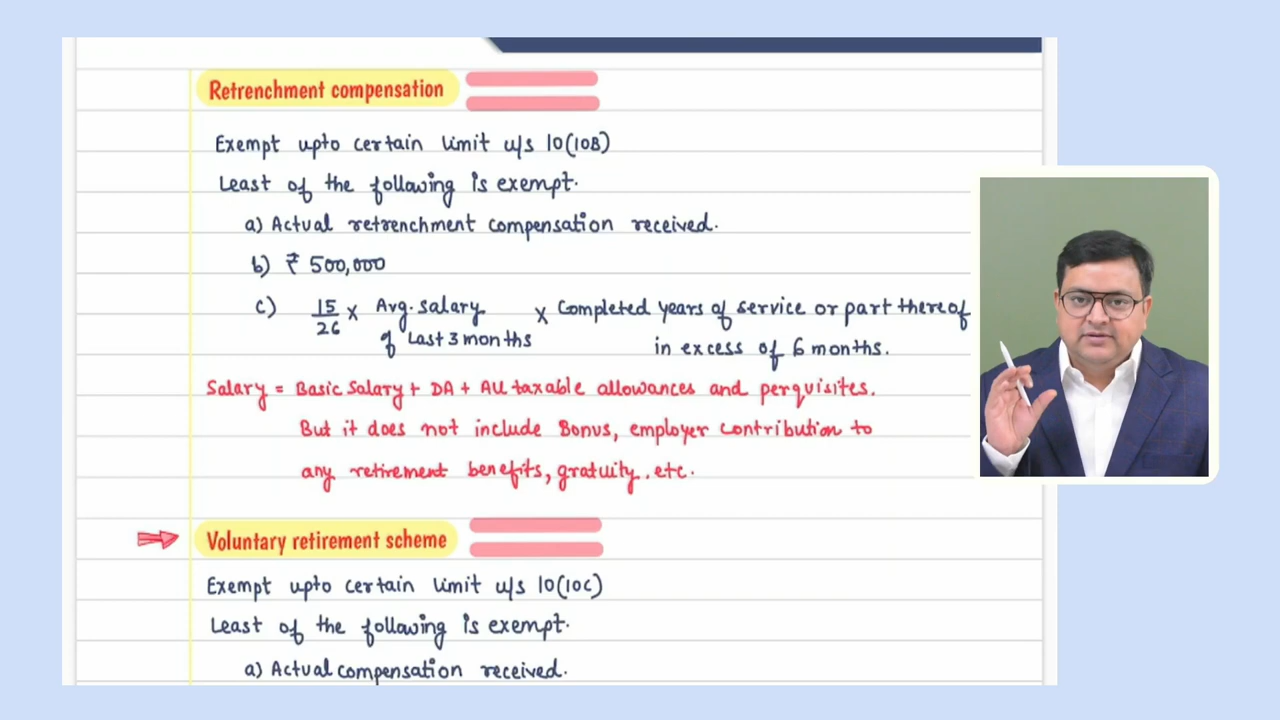 Retrenchment compensation
Exempt upto certain limit u/s 10(10B)
Least of the following is exempt.
a) Actual retrenchment compensation received.
b) ₹ 500,000
c) 15/26 x Avg. salary of Last 3 months x Completed years of service or part thereof in excess of 6 months.
Salary = Basic Salary + DA + All taxable allowances and perquisites.
But it does not include Bonus, employer contribution to
any retirement benefits, gratuity, etc.
Voluntary retirement scheme
Exempt upto certain limit u/s 10(10C)
Least of the following is exempt.
a) Actual compensation received.